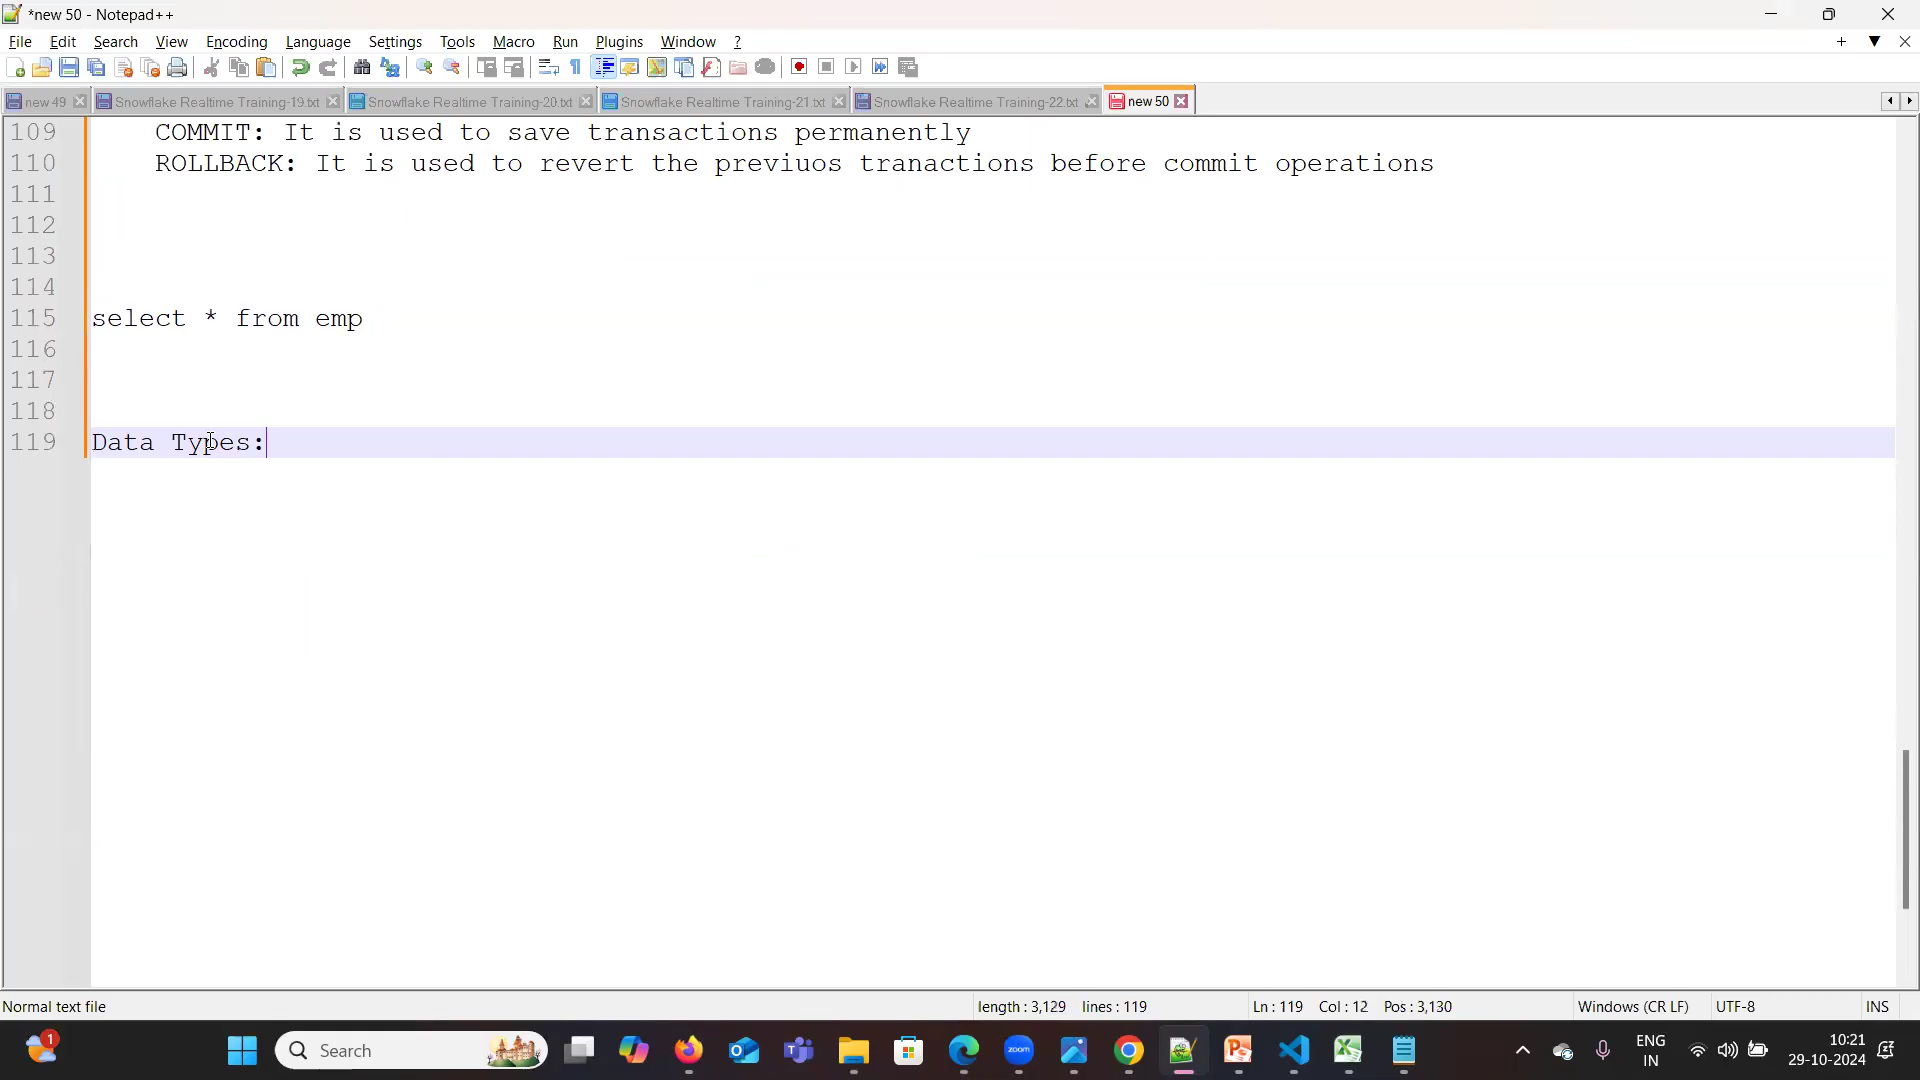 *new 50 - Notepad++
File Edit Search View Encoding Language Settings Tools Macro Run Plugins Window ?
new 49 Snowflake Realtime Training-19.txt Snowflake Realtime Training-20.txt Snowflake Realtime Training-21.txt Snowflake Realtime Training-22.txt new 50
109 COMMIT: It is used to save transactions permanently
110 ROLLBACK: It is used to revert the previuos tranactions before commit operations
111
112
113
114
115 select * from emp
116
117
118
119 Data Types:
Normal text file length : 3,129 lines : 119 Ln : 119 Col : 12 Pos : 3,130 Windows (CR LF) UTF-8 INS
1 Search zoom ENG IN 10:21 29-10-2024